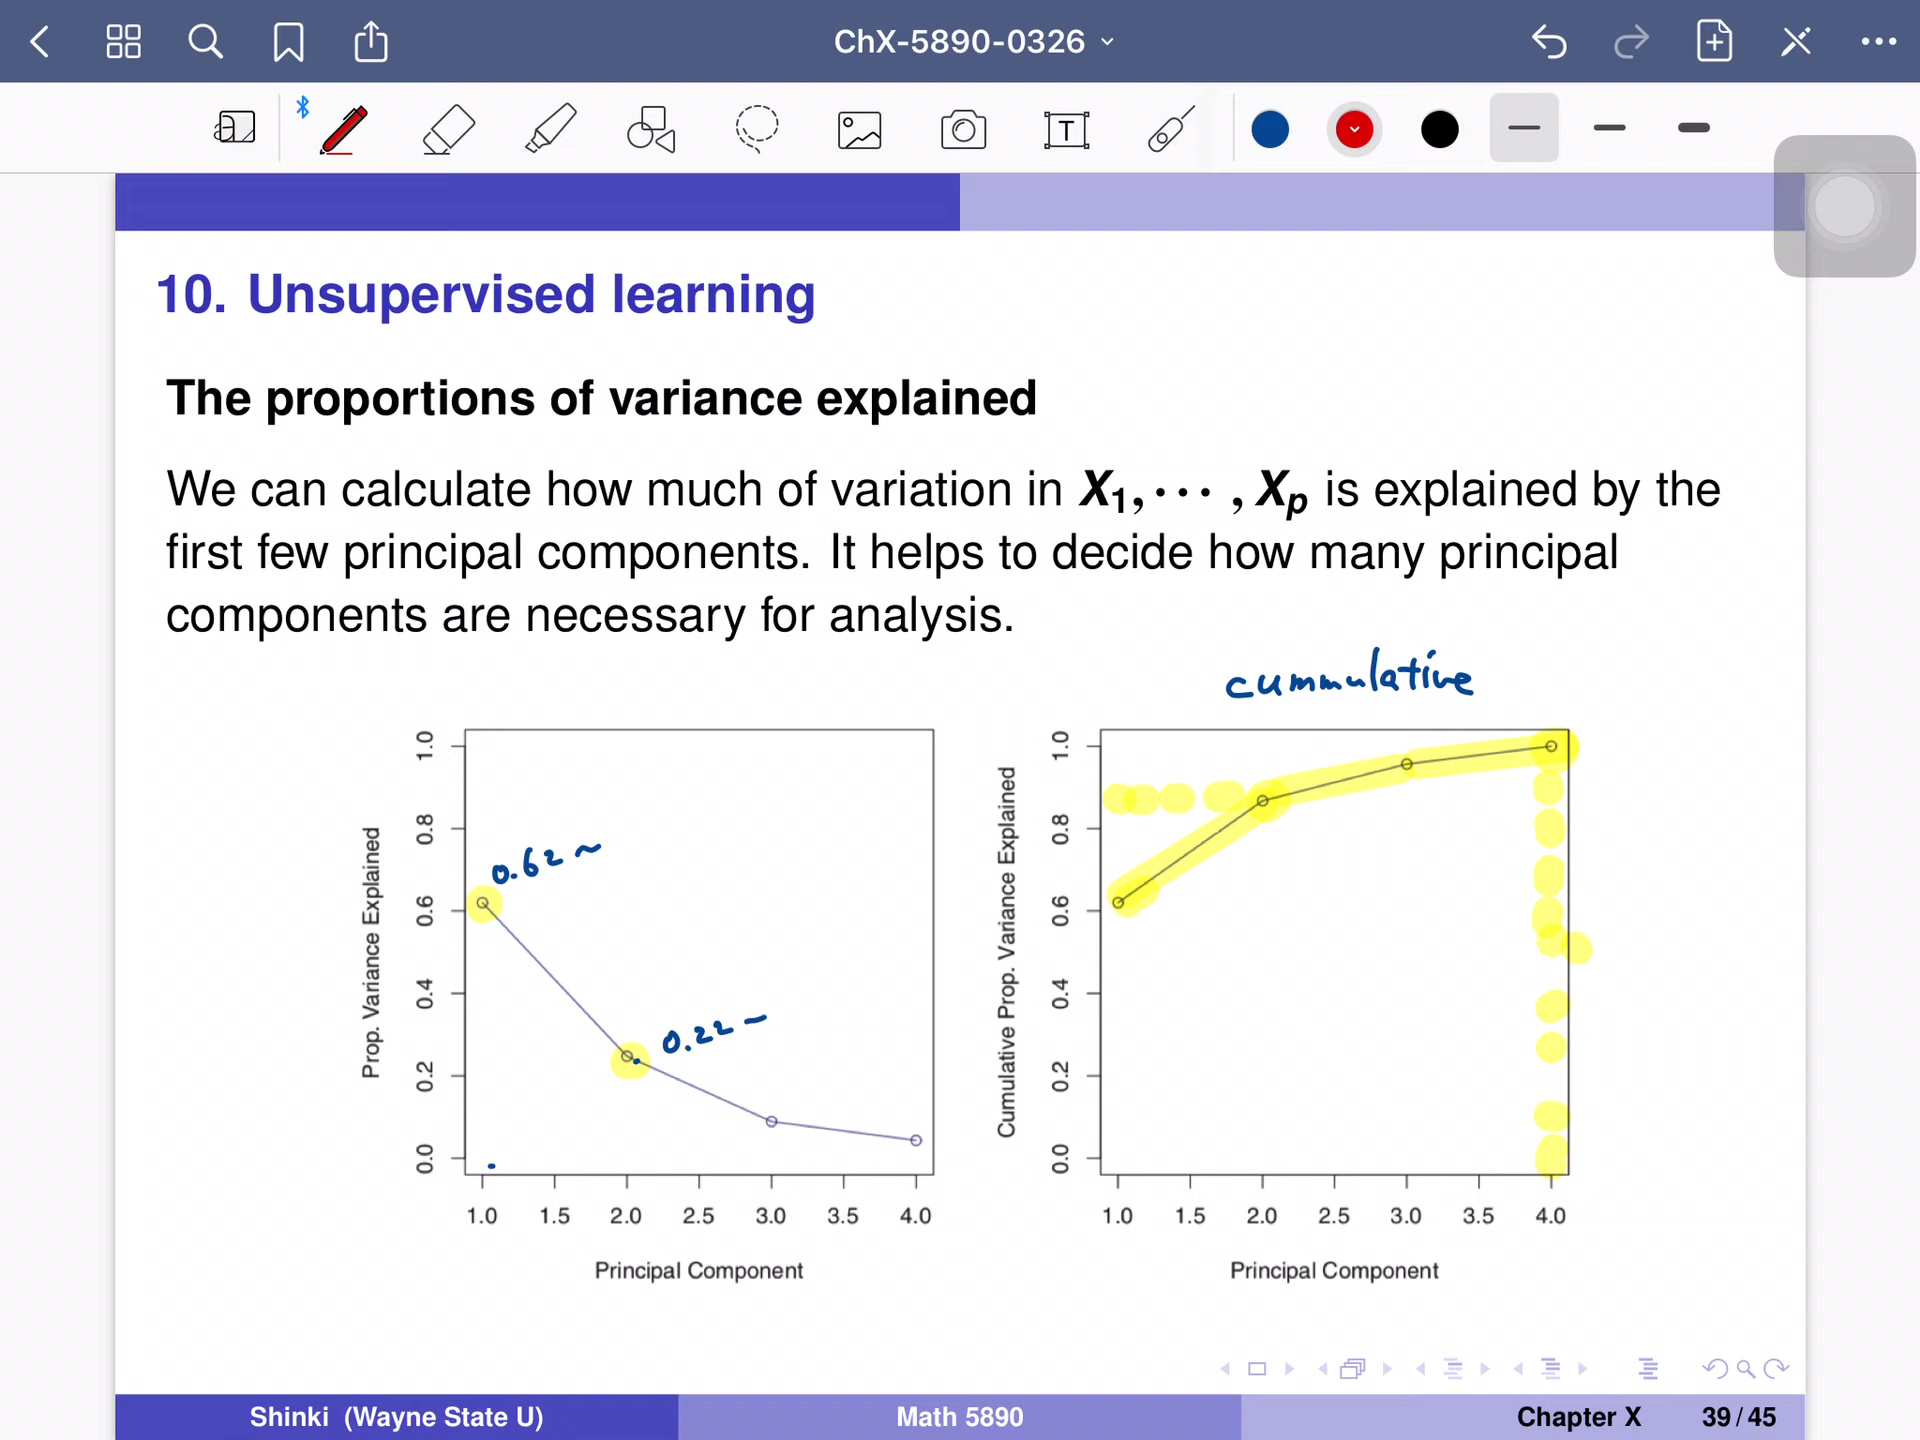 ChX-5890-0326
10. Unsupervised learning
The proportions of variance explained
We can calculate how much of variation in X1, ··· , Xp is explained by the
first few principal components. It helps to decide how many principal
components are necessary for analysis.
cummulative
Prop. Variance Explained
1.0
0.8
0.6
0.4
0.2
0.0
0.62 ~
0.22 ~
1.0 1.5 2.0 2.5 3.0 3.5 4.0
Principal Component
Cumulative Prop. Variance Explained
1.0
0.8
0.6
0.4
0.2
0.0
1.0 1.5 2.0 2.5 3.0 3.5 4.0
Principal Component
Shinki (Wayne State U) Math 5890 Chapter X 39 / 45